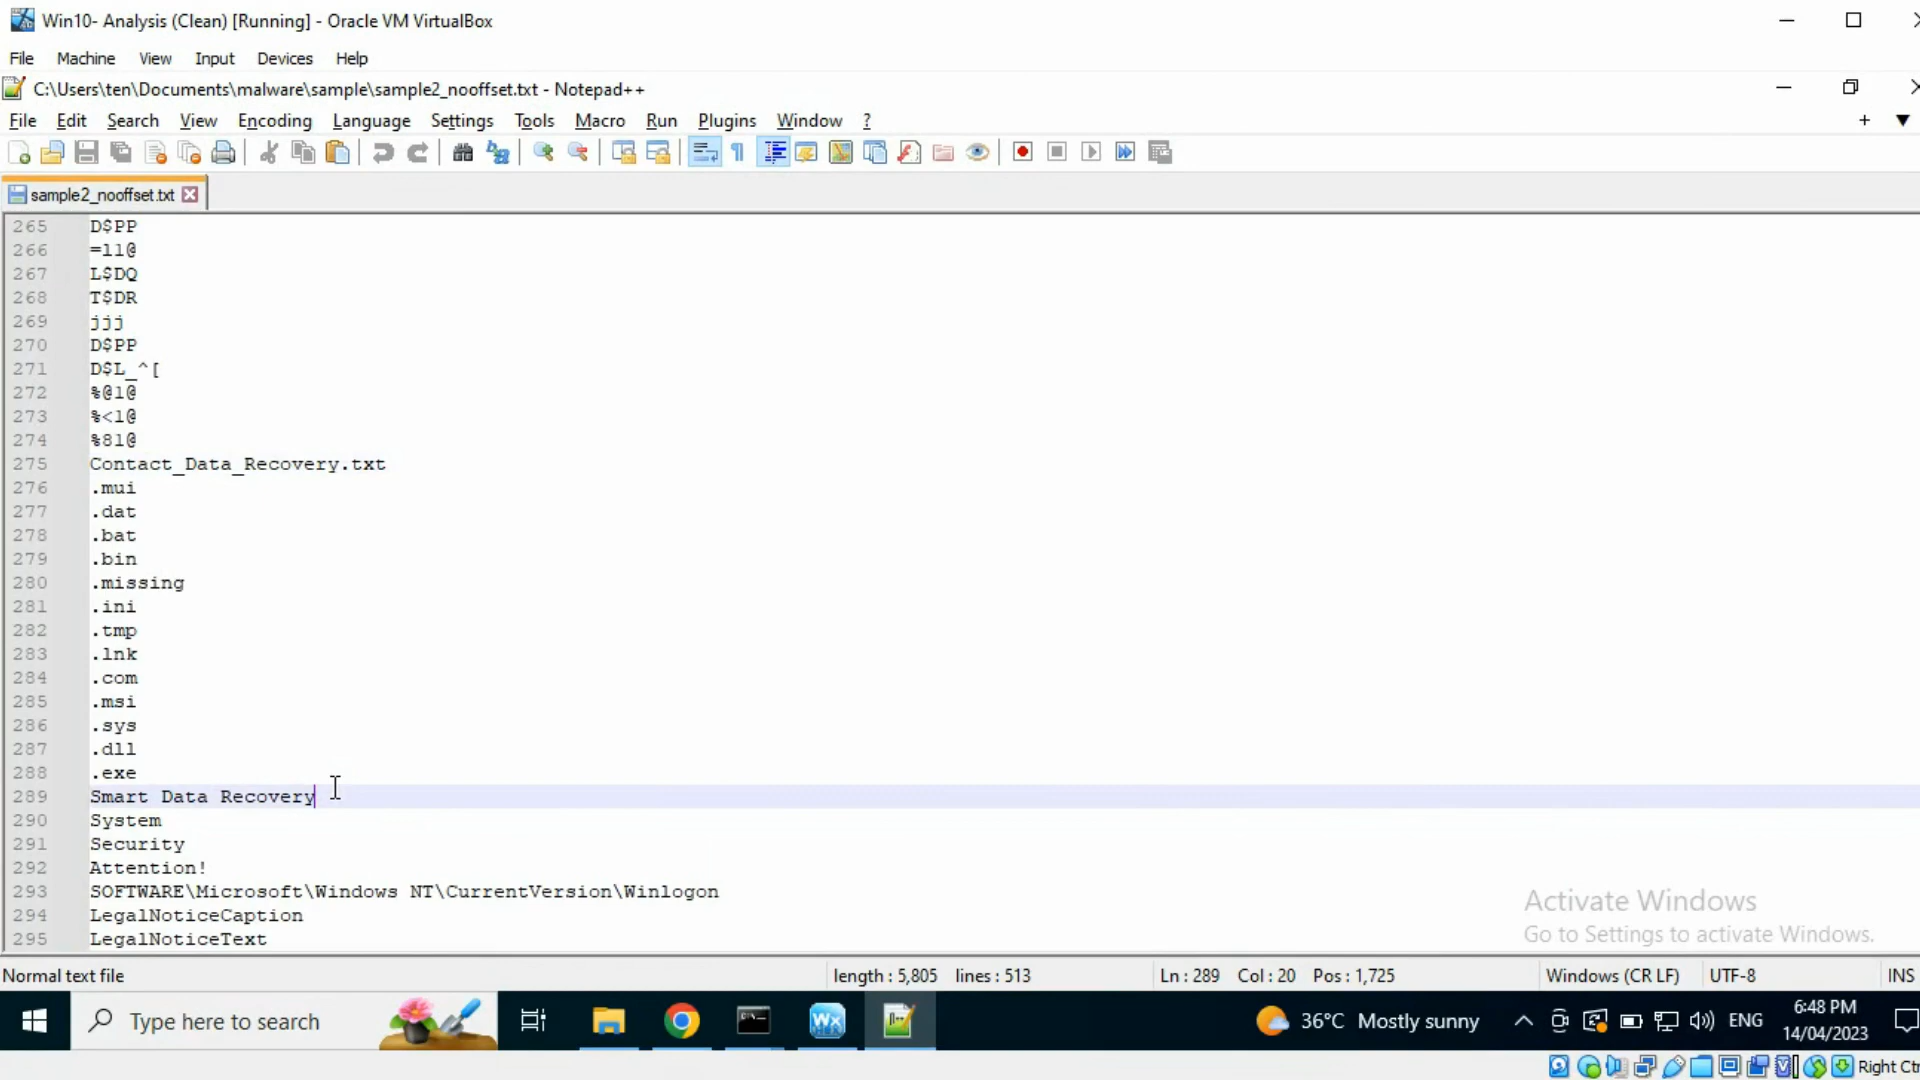 Win10- Analysis (Clean) [Running] - Oracle VM VirtualBox
File Machine View Input Devices Help
C:\Users\ten\Documents\malware\sample\sample2_nooffset.txt - Notepad++
File Edit Search View Encoding Language Settings Tools Macro Run Plugins Window ?
sample2_nooffset.txt
265 D$PP
266 =11@
267 L$DQ
268 T$DR
269 jjj
270 D$PP
271 D$L_^[
272 %@1@
273 %<1@
274 %81@
275 Contact_Data_Recovery.txt
276 .mui
277 .dat
278 .bat
279 .bin
280 .missing
281 .ini
282 .tmp
283 .lnk
284 .com
285 .msi
286 .sys
287 .dll
288 .exe
289 Smart Data Recovery
290 System
291 Security
292 Attention!
293 SOFTWARE\Microsoft\Windows NT\CurrentVersion\Winlogon
294 LegalNoticeCaption
295 LegalNoticeText
Activate Windows
Go to Settings to activate Windows.
Normal text file length : 5,805 lines : 513 Ln : 289 Col : 20 Pos : 1,725 Windows (CR LF) UTF-8 INS
Type here to search 36°C Mostly sunny ENG 6:48 PM
14/04/2023
Right Ctr